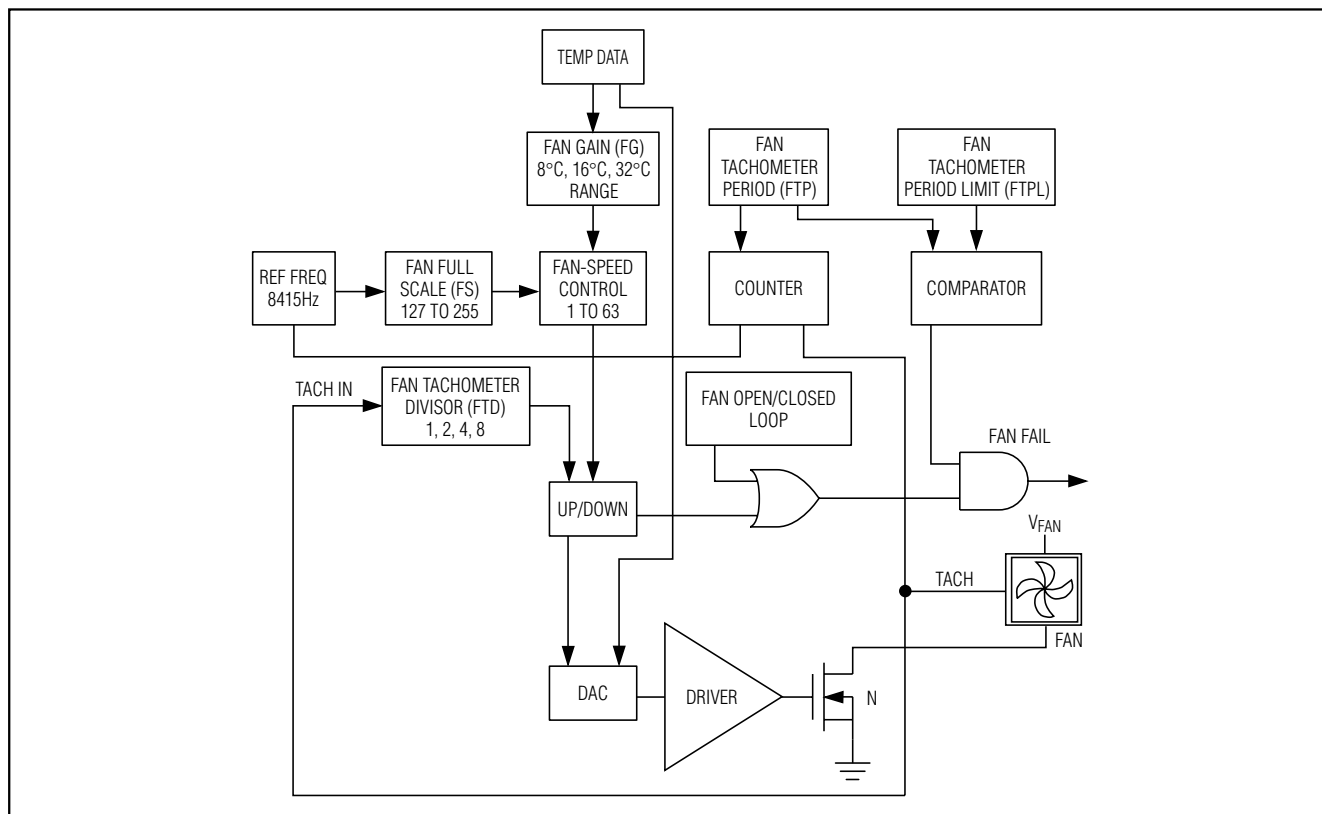 TEMP DATA
FAN GAIN (FG)
8°C, 16°C, 32°C
RANGE
FAN
TACHOMETER
PERIOD (FTP)
FAN
TACHOMETER
PERIOD LIMIT (FTPL)
REF FREQ
8415Hz
FAN FULL
SCALE (FS)
127 TO 255
FAN-SPEED
CONTROL
1 TO 63
COUNTER
COMPARATOR
TACH IN
FAN TACHOMETER
DIVISOR (FTD)
1, 2, 4, 8
FAN OPEN/CLOSED
LOOP
FAN FAIL
UP/DOWN
VFAN
TACH
FAN
DAC
DRIVER
N